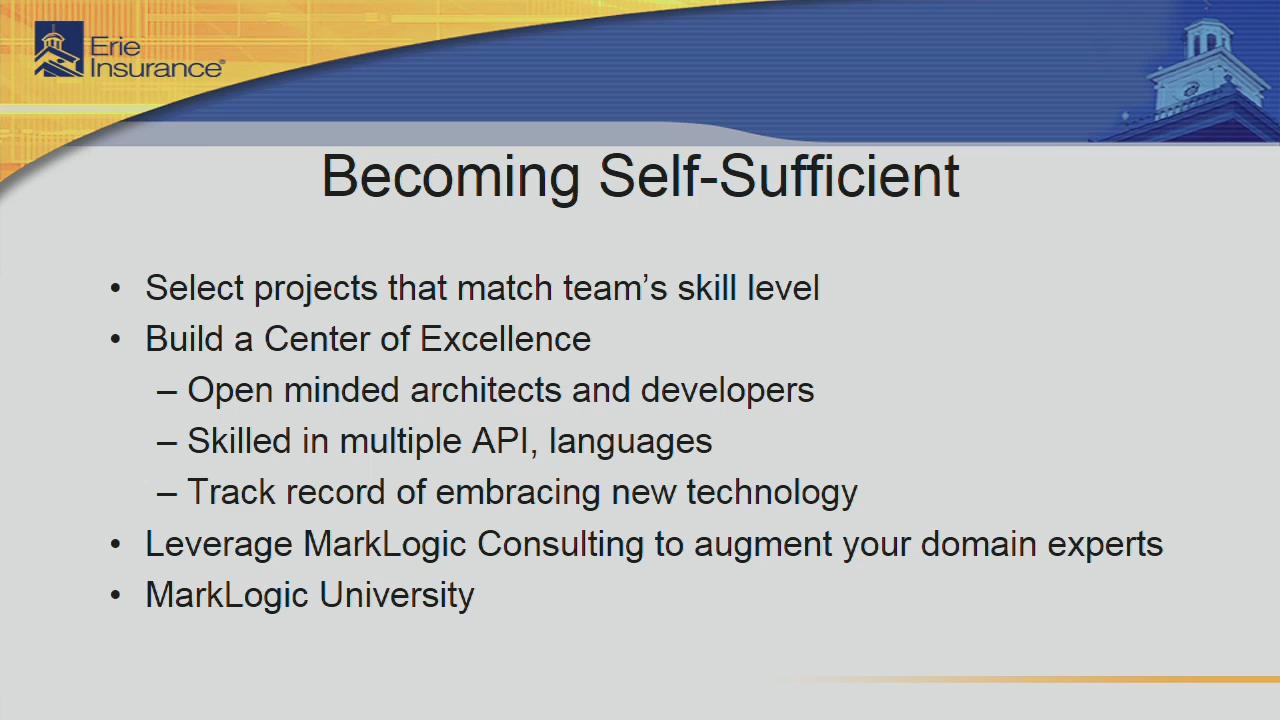 Erie
Insurance®
Becoming Self-Sufficient
• Select projects that match team’s skill level
• Build a Center of Excellence
– Open minded architects and developers
– Skilled in multiple API, languages
– Track record of embracing new technology
• Leverage MarkLogic Consulting to augment your domain experts
• MarkLogic University